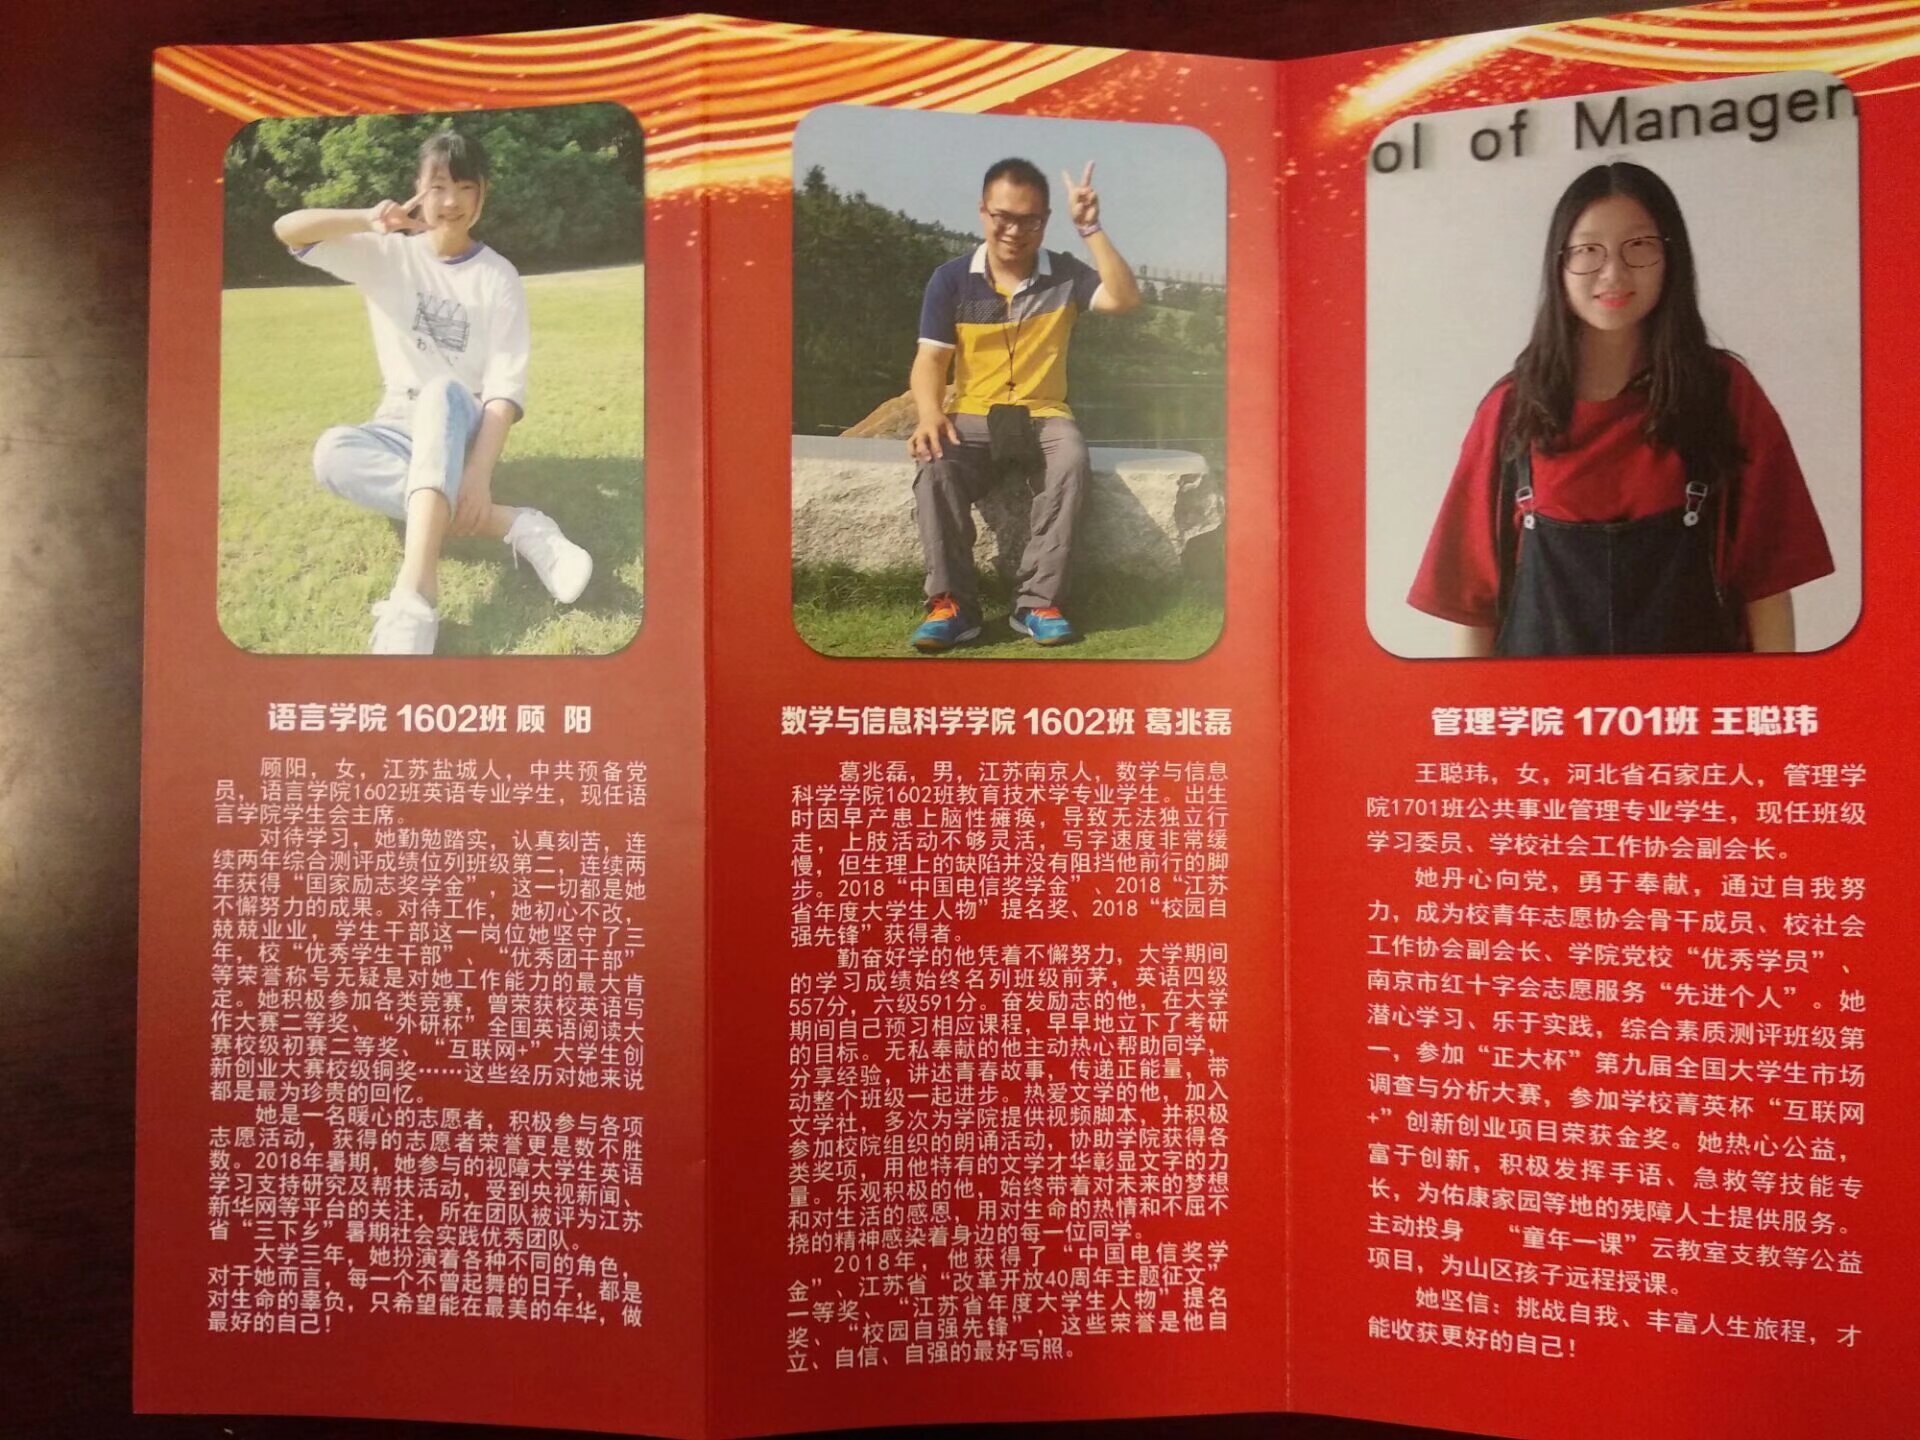 语言学院 1602班 顾 阳
顾阳，女，江苏盐城人，中共预备党
员，语言学院1602班英语专业学生，现任语
言学院学生会主席。
对待学习，她勤勉踏实，认真刻苦，连
续两年综合测评成绩位列班级第二，连续两
年获得“国家励志奖学金”，这一切都是她
不懈努力的成果。对待工作，她初心不改，
兢兢业业，学生干部这一岗位她坚守了三
年，校“优秀学生干部”、“优秀团干部”
等荣誉称号无疑是对她工作能力的最大肯
定。她积极参加各类竞赛，曾荣获校英语写
作大赛二等奖、“外研杯”全国英语阅读大
赛校级初赛二等奖、“互联网+”大学生创
新创业大赛校级铜奖……这些经历对她来说
都是最为珍贵的回忆。
她是一名暖心的志愿者，积极参与各项
志愿活动，获得的志愿者荣誉更是数不胜
数。2018年暑期，她参与的视障大学生英语
学习支持研究及帮扶活动，受到央视新闻、
新华网等平台的关注，所在团队被评为江苏
省“三下乡”暑期社会实践优秀团队。
大学三年，她扮演着各种不同的角色，
对于她而言，每一个不曾起舞的日子，都是
对生命的辜负，只希望能在最美的年华，做
最好的自己！
数学与信息科学学院 1602班 葛兆磊
葛兆磊，男，江苏南京人，数学与信息
科学学院1602班教育技术学专业学生。出生
时因早产患上脑性瘫痪，导致无法独立行
走，上肢活动不够灵活，写字速度非常缓
慢，但生理上的缺陷并没有阻挡他前行的脚
步。2018“中国电信奖学金”、2018“江苏
省年度大学生人物”提名奖、2018“校园自
强先锋”获得者。
勤奋好学的他凭着不懈努力，大学期间
的学习成绩始终名列班级前茅，英语四级
557分，六级591分。奋发励志的他，在大学
期间自己预习相应课程，早早地立下了考研
的目标。无私奉献的他主动热心帮助同学，
分享经验，讲述青春故事，传递正能量，带
动整个班级一起进步。热爱文学的他，加入
文学社，多次为学院提供视频脚本，并积极
参加校院组织的朗诵活动，协助学院获得各
类奖项，用他特有的文学才华彰显文字的力
量。乐观积极的他，始终带着对未来的梦想
和对生活的感恩，用对生命的热情和不屈不
挠的精神感染着身边的每一位同学。
2018年，他获得了“中国电信奖学
金”、江苏省“改革开放40周年主题征文”
一等奖、“江苏省年度大学生人物”提名
奖、“校园自强先锋”，这些荣誉是他自
立、自信、自强的最好写照。
ol of Managen
管理学院 1701班 王聪玮
王聪玮，女，河北省石家庄人，管理学
院1701班公共事业管理专业学生，现任班级
学习委员、学校社会工作协会副会长。
她丹心向党，勇于奉献，通过自我努
力，成为校青年志愿协会骨干成员、校社会
工作协会副会长、学院党校“优秀学员”、
南京市红十字会志愿服务“先进个人”。她
潜心学习、乐于实践，综合素质测评班级第
一，参加“正大杯”第九届全国大学生市场
调查与分析大赛，参加学校菁英杯“互联网
+”创新创业项目荣获金奖。她热心公益，
富于创新，积极发挥手语、急救等技能专
长，为佑康家园等地的残障人士提供服务。
主动投身 “童年一课”云教室支教等公益
项目，为山区孩子远程授课。
她坚信：挑战自我、丰富人生旅程，才
能收获更好的自己！